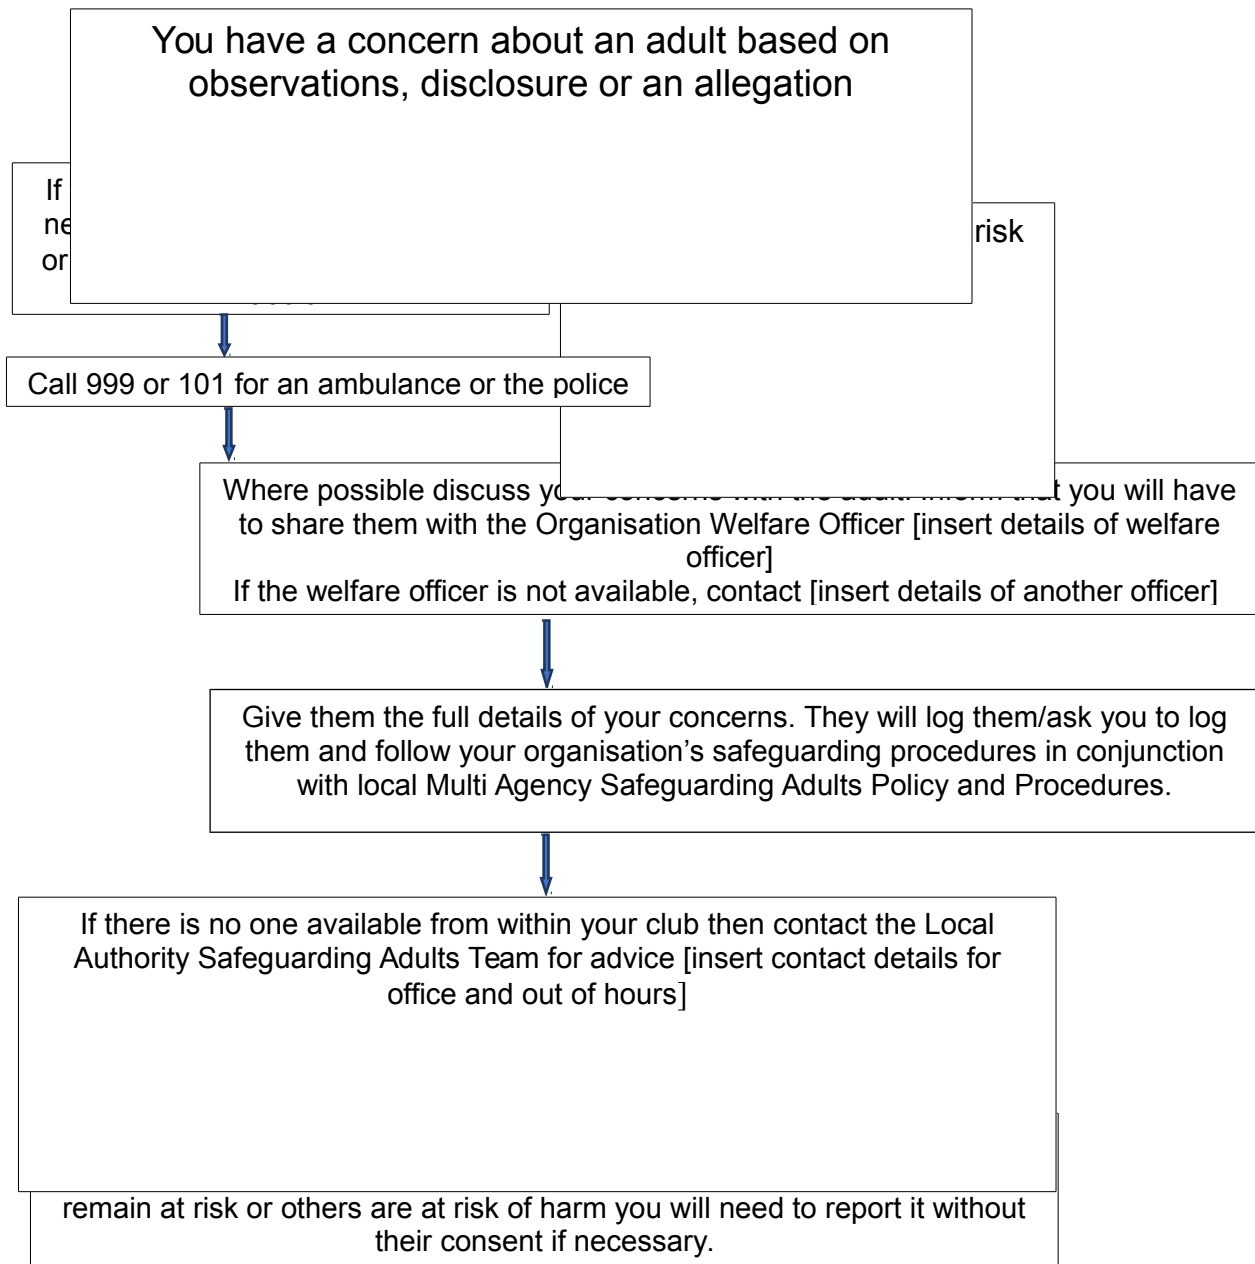 You have a concern about an adult based on
observations, disclosure or an allegation
If
ne
or
risk
Call 999 or 101 for an ambulance or the police
Where possible discuss you will have
to share them with the Organisation Welfare Officer [insert details of welfare
officer]
If the welfare officer is not available, contact [insert details of another officer]
Give them the full details of your concerns. They will log them/ask you to log
them and follow your organisation’s safeguarding procedures in conjunction
with local Multi Agency Safeguarding Adults Policy and Procedures.
If there is no one available from within your club then contact the Local
Authority Safeguarding Adults Team for advice [insert contact details for
office and out of hours]
remain at risk or others are at risk of harm you will need to report it without
their consent if necessary.